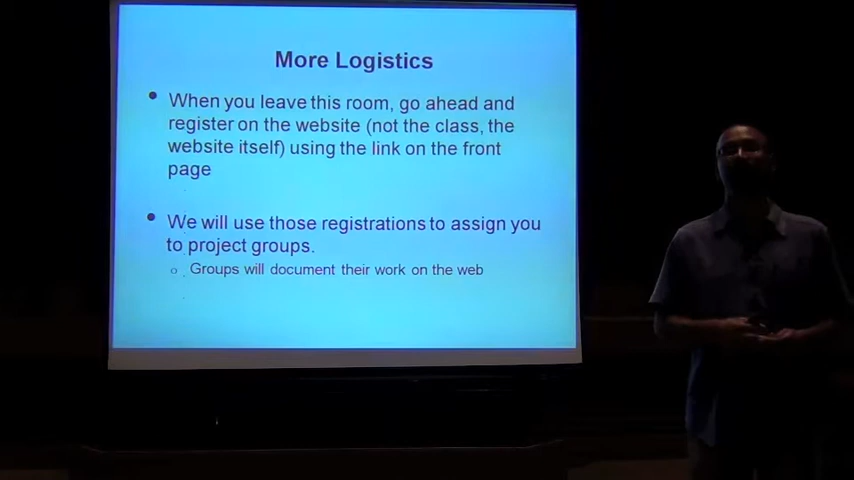 More Logistics
• When you leave this room, go ahead and
register on the website (not the class, the
website itself) using the link on the front
page
• We will use those registrations to assign you
to project groups.
o Groups will document their work on the web